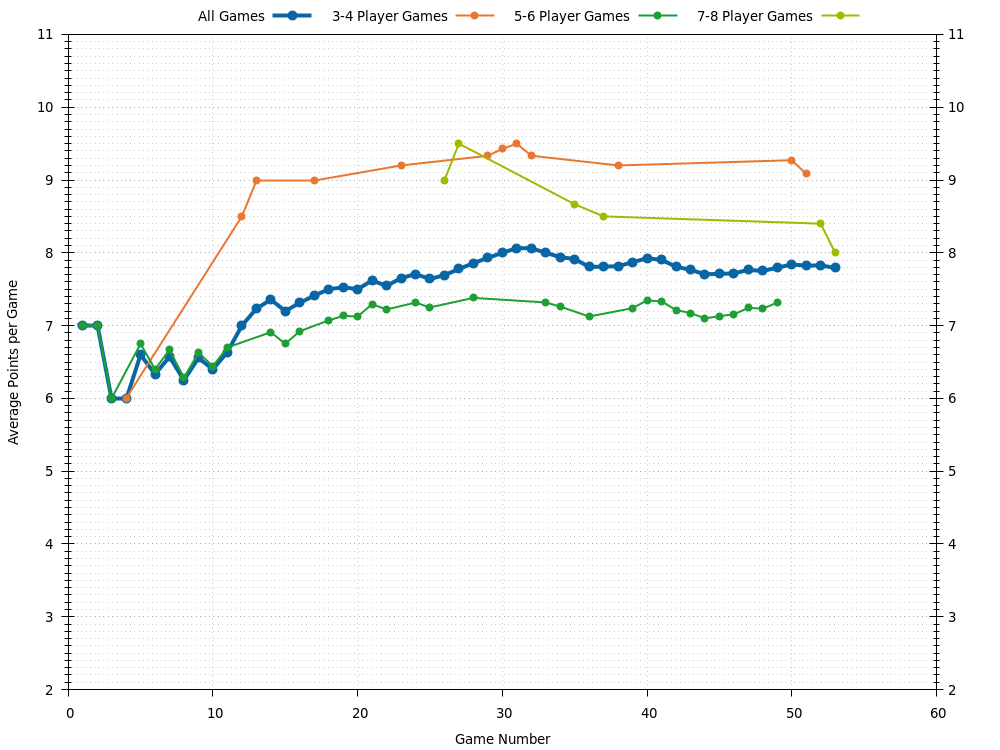 All Games 3-4 Player Games 5-6 Player Games 7-8 Player Games
11 11
10 10
9 9
8 8
7 7
6 6
5 5
4 4
3 3
2 2
Average Points per Game
0 10 20 30 40 50 60
Game Number